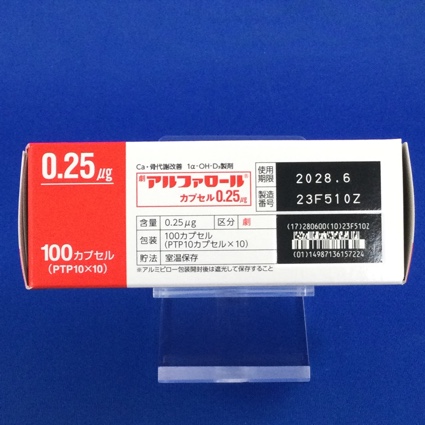 0.25μg
100カプセル
(PTP10×10)
Ca・骨代謝改善 1α-OH-D₃製剤
劇 アルファロール®
カプセル0.25μg
含量 0.25μg 区分 劇
包装 100カプセル
(PTP10カプセル×10)
貯法 室温保存
※アルミピロー包装開封後は遮光して保存すること
使用期限 2028.6
製造番号 23F510Z
(17)280600(10)23F510Z
(01)14987136157224